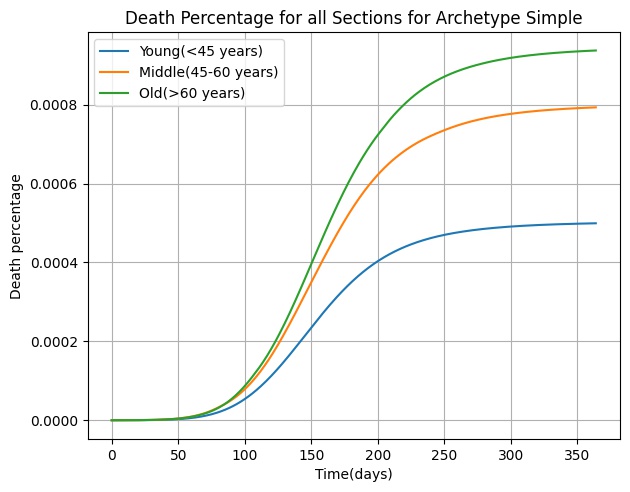 Death Percentage for all Sections for Archetype Simple
Young(<45 years)
Middle(45-60 years)
Old(>60 years)
Death percentage
0.0008
0.0006
0.0004
0.0002
0.0000
0 50 100 150 200 250 300 350
Time(days)